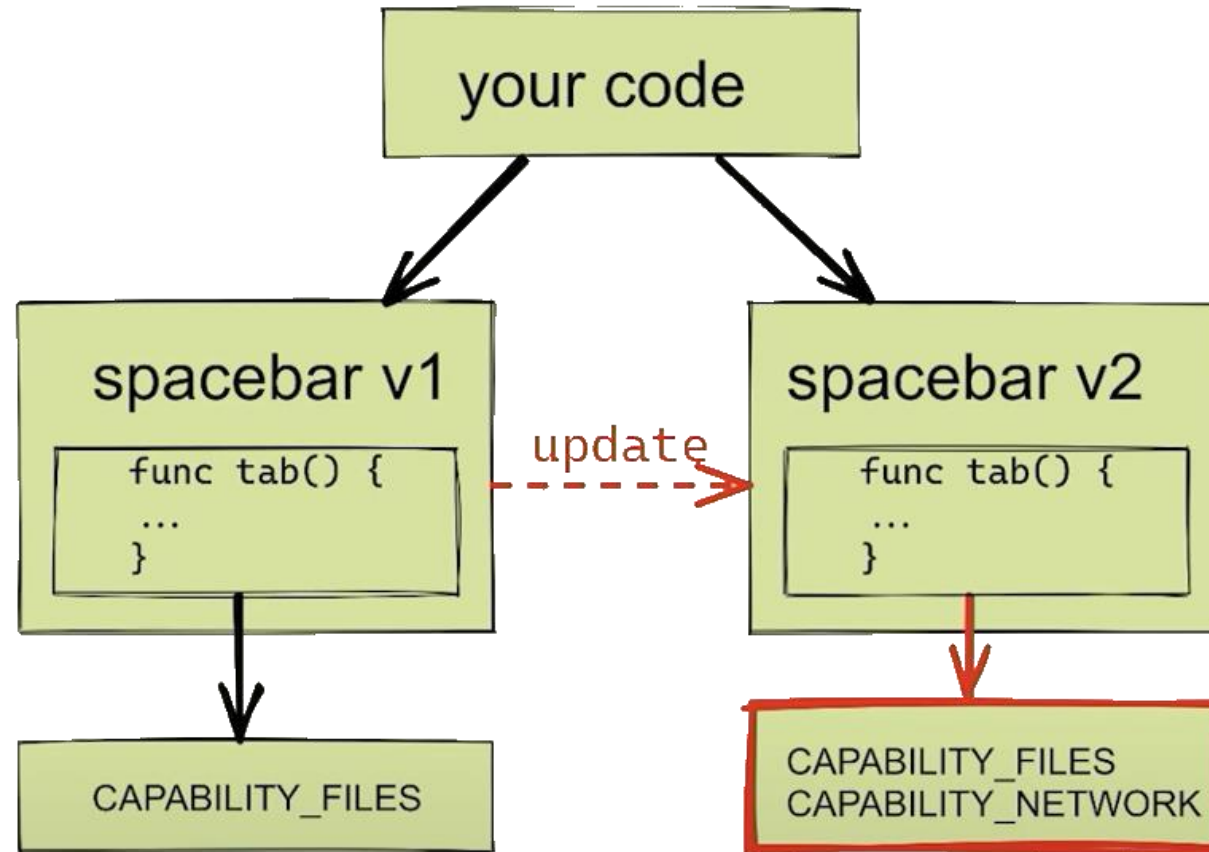 your code
spacebar v1
func tab() {
...
}
CAPABILITY_FILES
update
spacebar v2
func tab() {
...
}
CAPABILITY_FILES
CAPABILITY_NETWORK